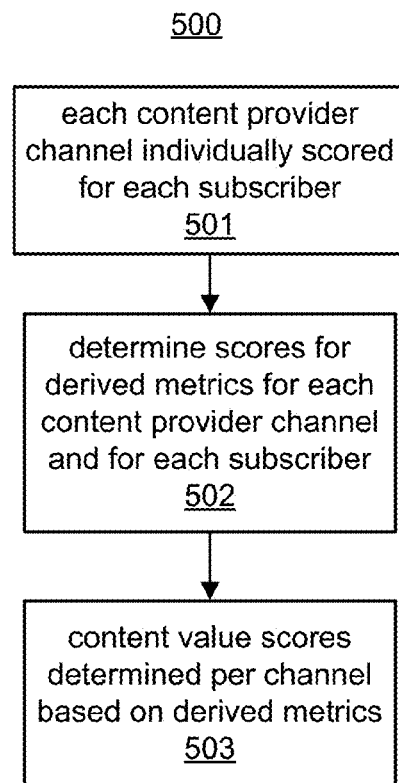 500
each content provider
channel individually scored
for each subscriber
501
determine scores for
derived metrics for each
content provider channel
and for each subscriber
502
content value scores
determined per channel
based on derived metrics
503